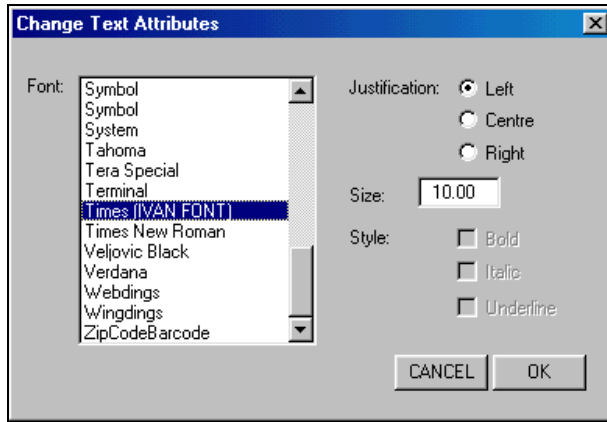 Change Text Attributes
Font:
Symbol
Symbol
System
Tahoma
Tera Special
Terminal
Times (IVAN FONT)
Times New Roman
Veljovic Black
Verdana
Webdings
Wingdings
ZipCodeBarcode
Justification:
Left
Centre
Right
Size: 10.00
Style:
Bold
Italic
Underline
CANCEL OK